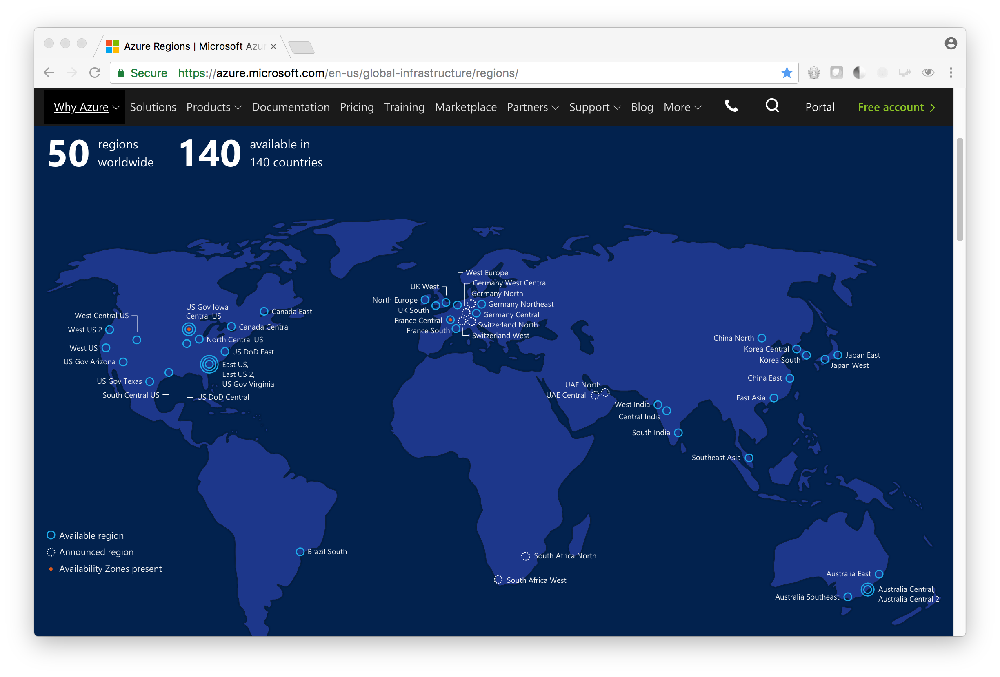 Azure Regions | Microsoft Azur
Secure
https://azure.microsoft.com/en-us/global-infrastructure/regions/
Why Azure Solutions Products Documentation Pricing Training Marketplace Partners Support Blog More Portal Free account
50 regions worldwide
140 available in 140 countries
West Europe
Germany West Central
UK West
Germany North
North Europe
Germany Northeast
UK South
Germany Central
France Central
Switzerland North
France South
Switzerland West
US Gov Iowa
Central US
Canada East
West Central US
Canada Central
West US 2
North Central US
West US
US DoD East
US Gov Arizona
East US,
East US 2,
US Gov Virginia
US Gov Texas
South Central US
US DoD Central
China North
Korea Central
Korea South
Japan East
Japan West
China East
East Asia
UAE North
UAE Central
West India
Central India
South India
Southeast Asia
Available region
Announced region
Availability Zones present
Brazil South
South Africa North
South Africa West
Australia East
Australia Central,
Australia Central 2
Australia Southeast